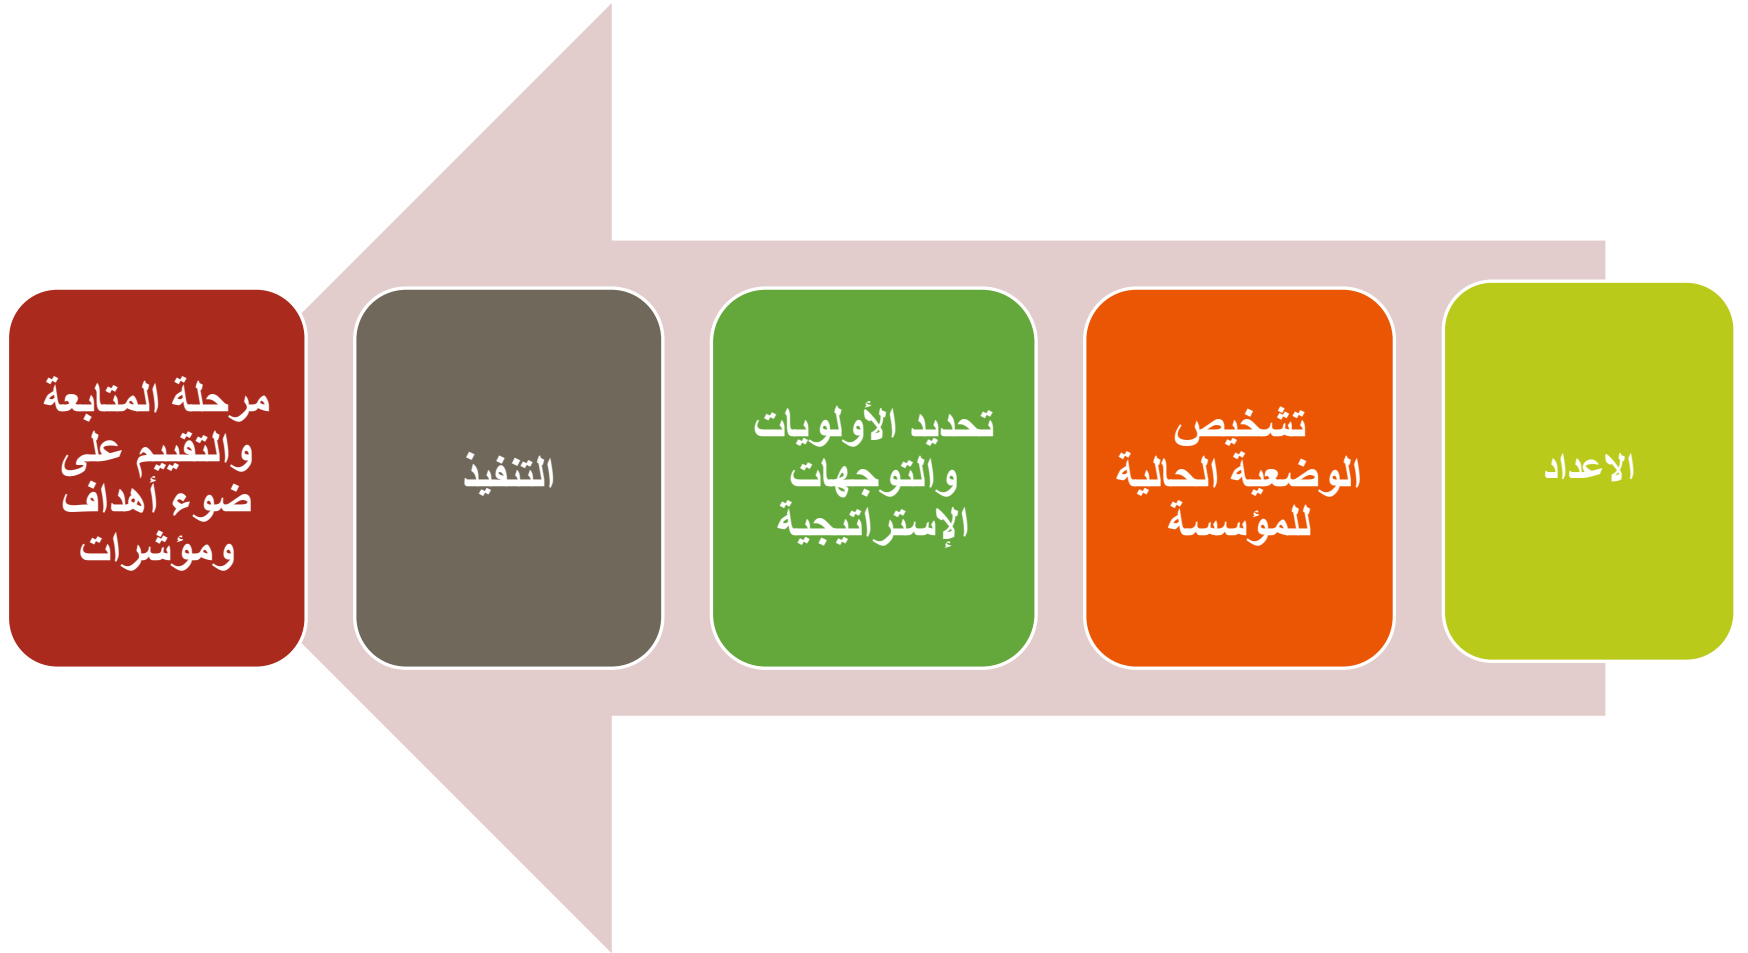 الاعداد
تشخيص
الوضعية الحالية
للمؤسسة
تحديد الأولويات
والتوجهات
الإستراتيجية
التنفيذ
مرحلة المتابعة
والتقييم على
ضوء أهداف
ومؤشرات